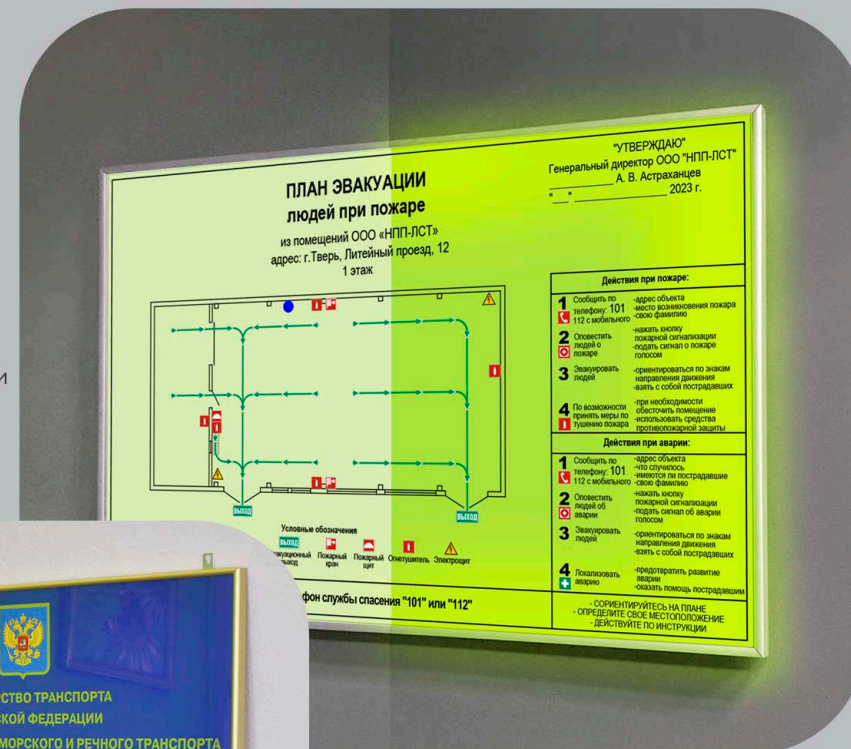 "УТВЕРЖДАЮ"
Генеральный директор ООО "НПП-ЛСТ"
____________ А. В. Астраханцев
"__" ________________ 2023 г.
ПЛАН ЭВАКУАЦИИ
людей при пожаре
из помещений ООО «НПП-ЛСТ»
адрес: г.Тверь, Литейный проезд, 12
1 этаж
ВЫХОД
ВЫХОД
Условные обозначения
ВЫХОД
выход
Пожарный кран
Пожарный щит
Огнетушитель
Электрощит
службы спасения "101" или "112"
Действия при пожаре:
1 Сообщить по телефону: 101
112 с мобильного
-адрес объекта
-место возникновения пожара
-свою фамилию
2 Оповестить людей о пожаре
-нажать кнопку
пожарной сигнализации
-подать сигнал о пожаре
голосом
3 Эвакуировать людей
-ориентироваться по знакам
направления движения
-взять с собой пострадавших
4 По возможности принять меры по тушению пожара
-при необходимости
обесточить помещение
-использовать средства
противопожарной защиты
Действия при аварии:
1 Сообщить по телефону: 101
112 с мобильного
-адрес объекта
-что случилось
-имеются ли пострадавшие
-свою фамилию
2 Оповестить людей об аварии
-нажать кнопку
пожарной сигнализации
-подать сигнал об аварии
голосом
3 Эвакуировать людей
-ориентироваться по знакам
направления движения
-взять с собой пострадавших
4 Локализовать аварию
-предотвратить развитие
аварии
-оказать помощь пострадавшим
- СОРИЕНТИРУЙТЕСЬ НА ПЛАНЕ
- ОПРЕДЕЛИТЕ СВОЕ МЕСТОПОЛОЖЕНИЕ
- ДЕЙСТВУЙТЕ ПО ИНСТРУКЦИИ
ТРАНСПОРТА
ФЕДЕРАЦИИ
МОРСКОГО И РЕЧНОГО ТРАНСПОРТА